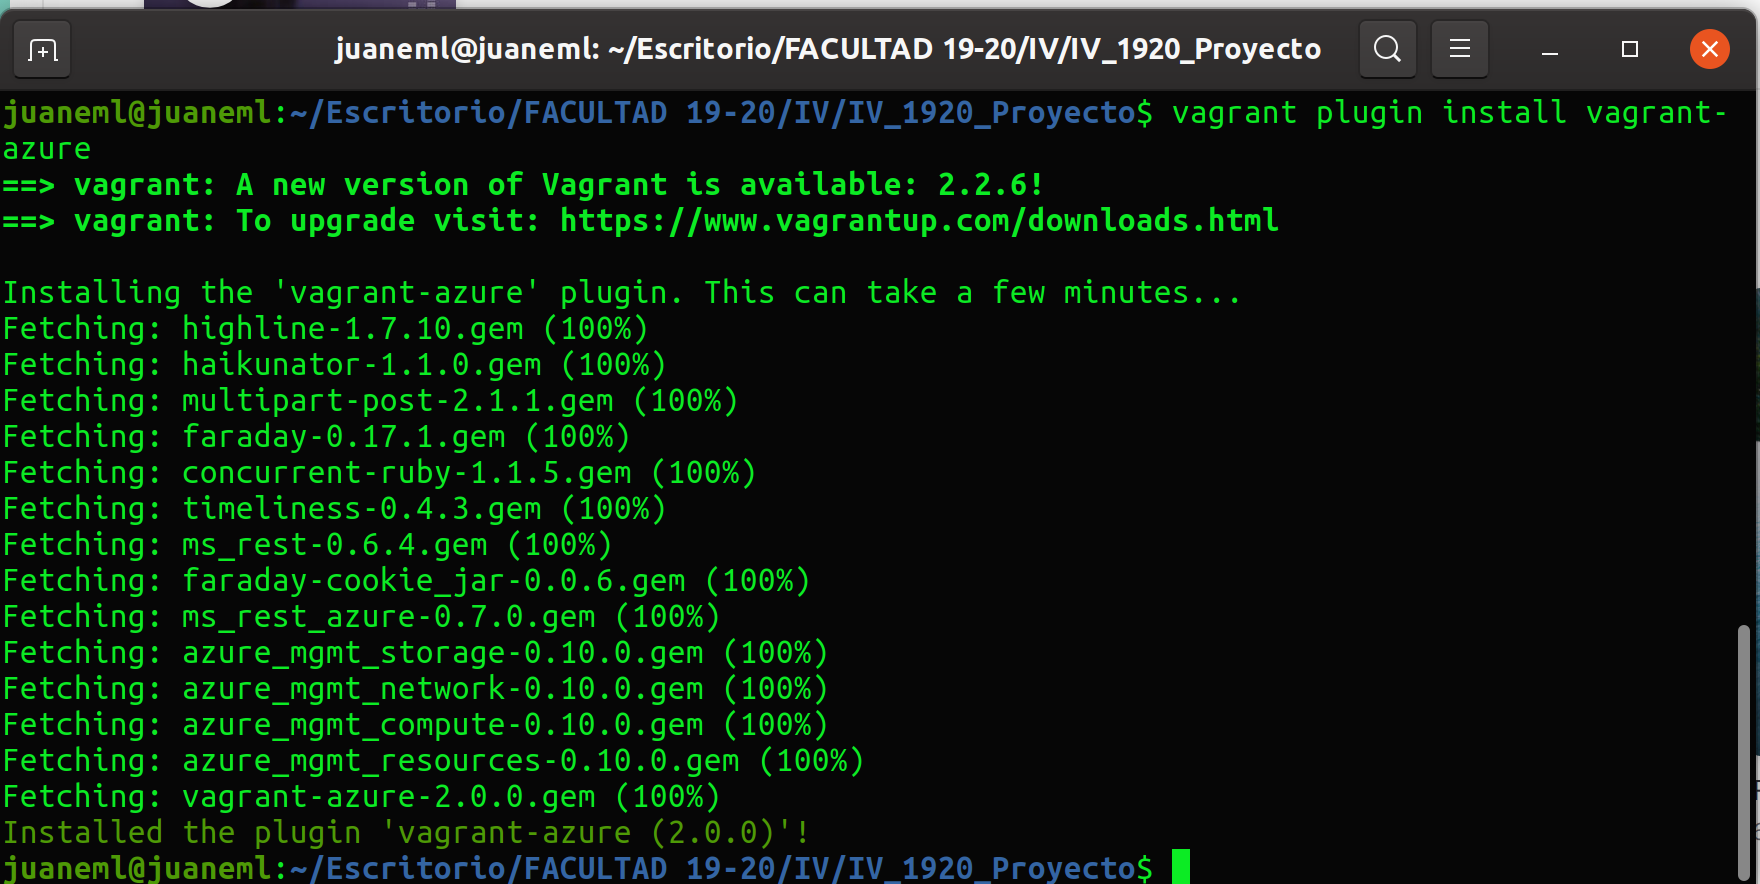 juaneml@juaneml: ~/Escritorio/FACULTAD 19-20/IV/IV_1920_Proyecto
juaneml@juaneml:~/Escritorio/FACULTAD 19-20/IV/IV_1920_Proyecto$ vagrant plugin install vagrant-
azure
==> vagrant: A new version of Vagrant is available: 2.2.6!
==> vagrant: To upgrade visit: https://www.vagrantup.com/downloads.html
Installing the 'vagrant-azure' plugin. This can take a few minutes...
Fetching: highline-1.7.10.gem (100%)
Fetching: haikunator-1.1.0.gem (100%)
Fetching: multipart-post-2.1.1.gem (100%)
Fetching: faraday-0.17.1.gem (100%)
Fetching: concurrent-ruby-1.1.5.gem (100%)
Fetching: timeliness-0.4.3.gem (100%)
Fetching: ms_rest-0.6.4.gem (100%)
Fetching: faraday-cookie_jar-0.0.6.gem (100%)
Fetching: ms_rest_azure-0.7.0.gem (100%)
Fetching: azure_mgmt_storage-0.10.0.gem (100%)
Fetching: azure_mgmt_network-0.10.0.gem (100%)
Fetching: azure_mgmt_compute-0.10.0.gem (100%)
Fetching: azure_mgmt_resources-0.10.0.gem (100%)
Fetching: vagrant-azure-2.0.0.gem (100%)
Installed the plugin 'vagrant-azure (2.0.0)'!
juaneml@juaneml:~/Escritorio/FACULTAD 19-20/IV/IV_1920_Proyecto$